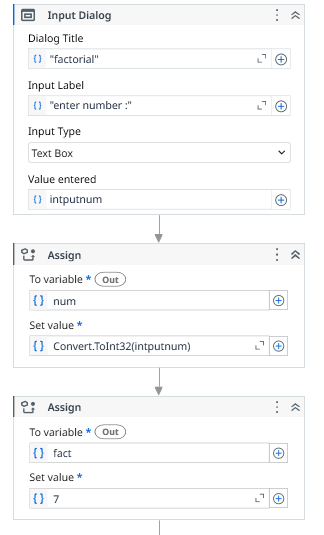 Input Dialog
Dialog Title
"factorial"
Input Label
"enter number :"
Input Type
Text Box
Value entered
intputnum
Assign
To variable * Out
num
Set value *
Convert.ToInt32(intputnum)
Assign
To variable * Out
fact
Set value *
7